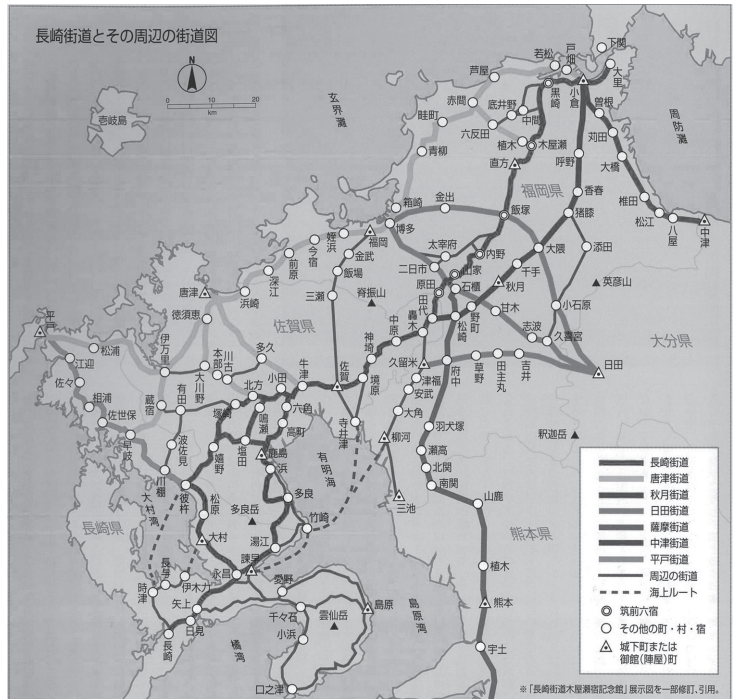 長崎街道とその周辺の街道図
N
0 10 20
km
壱岐島
玄界灘
周防灘
下関
戸畑
若松
大里
芦屋
黒崎
小倉
赤間
底井野
中間
曽根
畦町
六反田
植木
木屋瀬
苅田
青柳
直方
呼野
大橋
福岡県
香春
椎田
箱崎
金出
飯塚
猪膝
松江
八屋
中津
博多
福岡
姪浜
今宿
前原
深江
浜崎
唐津
金武
飯場
三瀬
脊振山
太宰府
内野
大隈
添田
二日市
山家
千手
英彦山
原田
石櫃
秋月
田代
小石原
轟木
野町
甘木
松崎
志波
久喜宮
大分県
徳須恵
佐賀県
神埼
中原
平戸
松浦
江迎
伊万里
川古
本部
多久
大川野
牛津
佐賀
境原
久留米
府中
草野
田主丸
吉井
日田
佐々
相浦
佐世保
早岐
蔵宿
有田
北方
小田
塚崎
鳴瀬
六角
高町
津福
安武
大角
羽犬塚
寺井津
柳河
瀬高
釈迦岳
波佐見
嬉野
塩田
鹿島
浜
有明海
北関
南関
川棚
彼杵
大村湾
松原
多良岳
多良
竹崎
三池
山鹿
長崎県
大村
湯江
熊本県
諫早
永昌
植木
長与
伊木力
時津
愛野
矢上
千々石
雲仙岳
島原
島原湾
熊本
日見
小浜
長崎
橘湾
宇土
口之津
長崎街道
唐津街道
秋月街道
日田街道
薩摩街道
中津街道
平戸街道
周辺の街道
海上ルート
筑前六宿
その他の町・村・宿
城下町または
御館(陣屋)町
※「長崎街道木屋瀬宿記念館」展示図を一部修訂、引用。